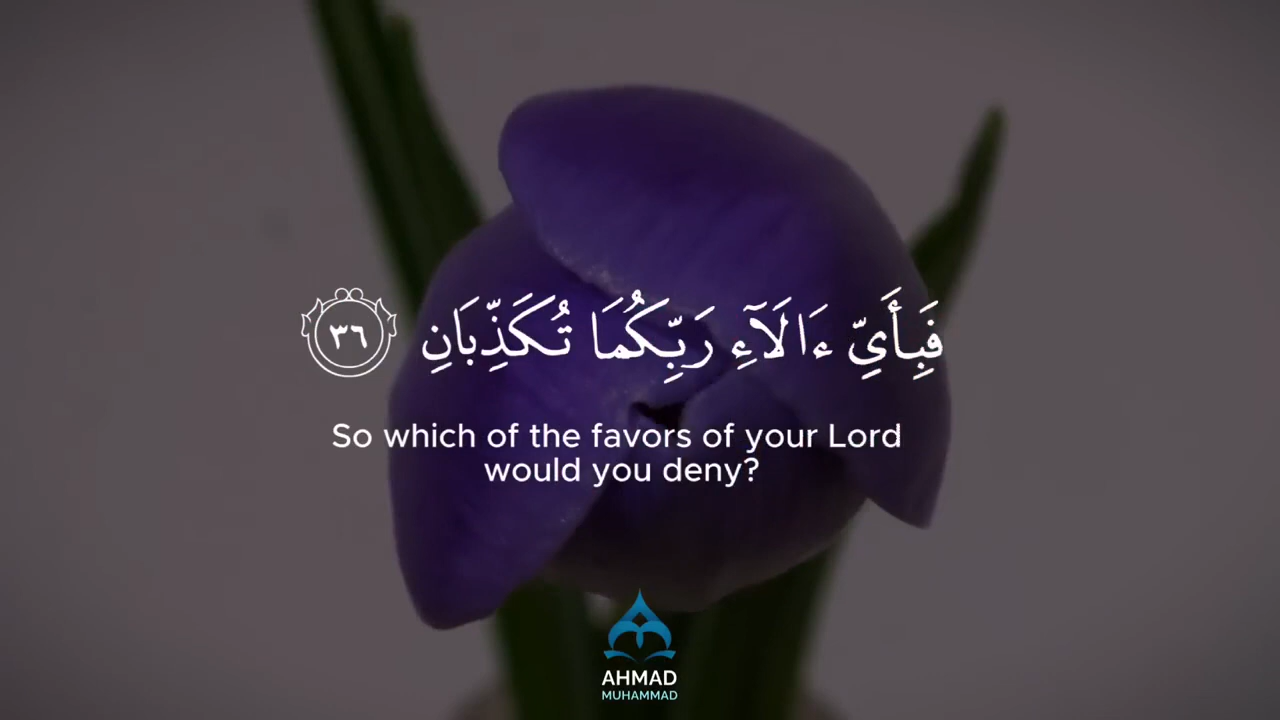 فَبِأَيِّ ءَالَآءِ رَبِّكُمَا تُكَذِّبَانِ ٣٦
So which of the favors of your Lord
would you deny?
AHMAD
MUHAMMAD